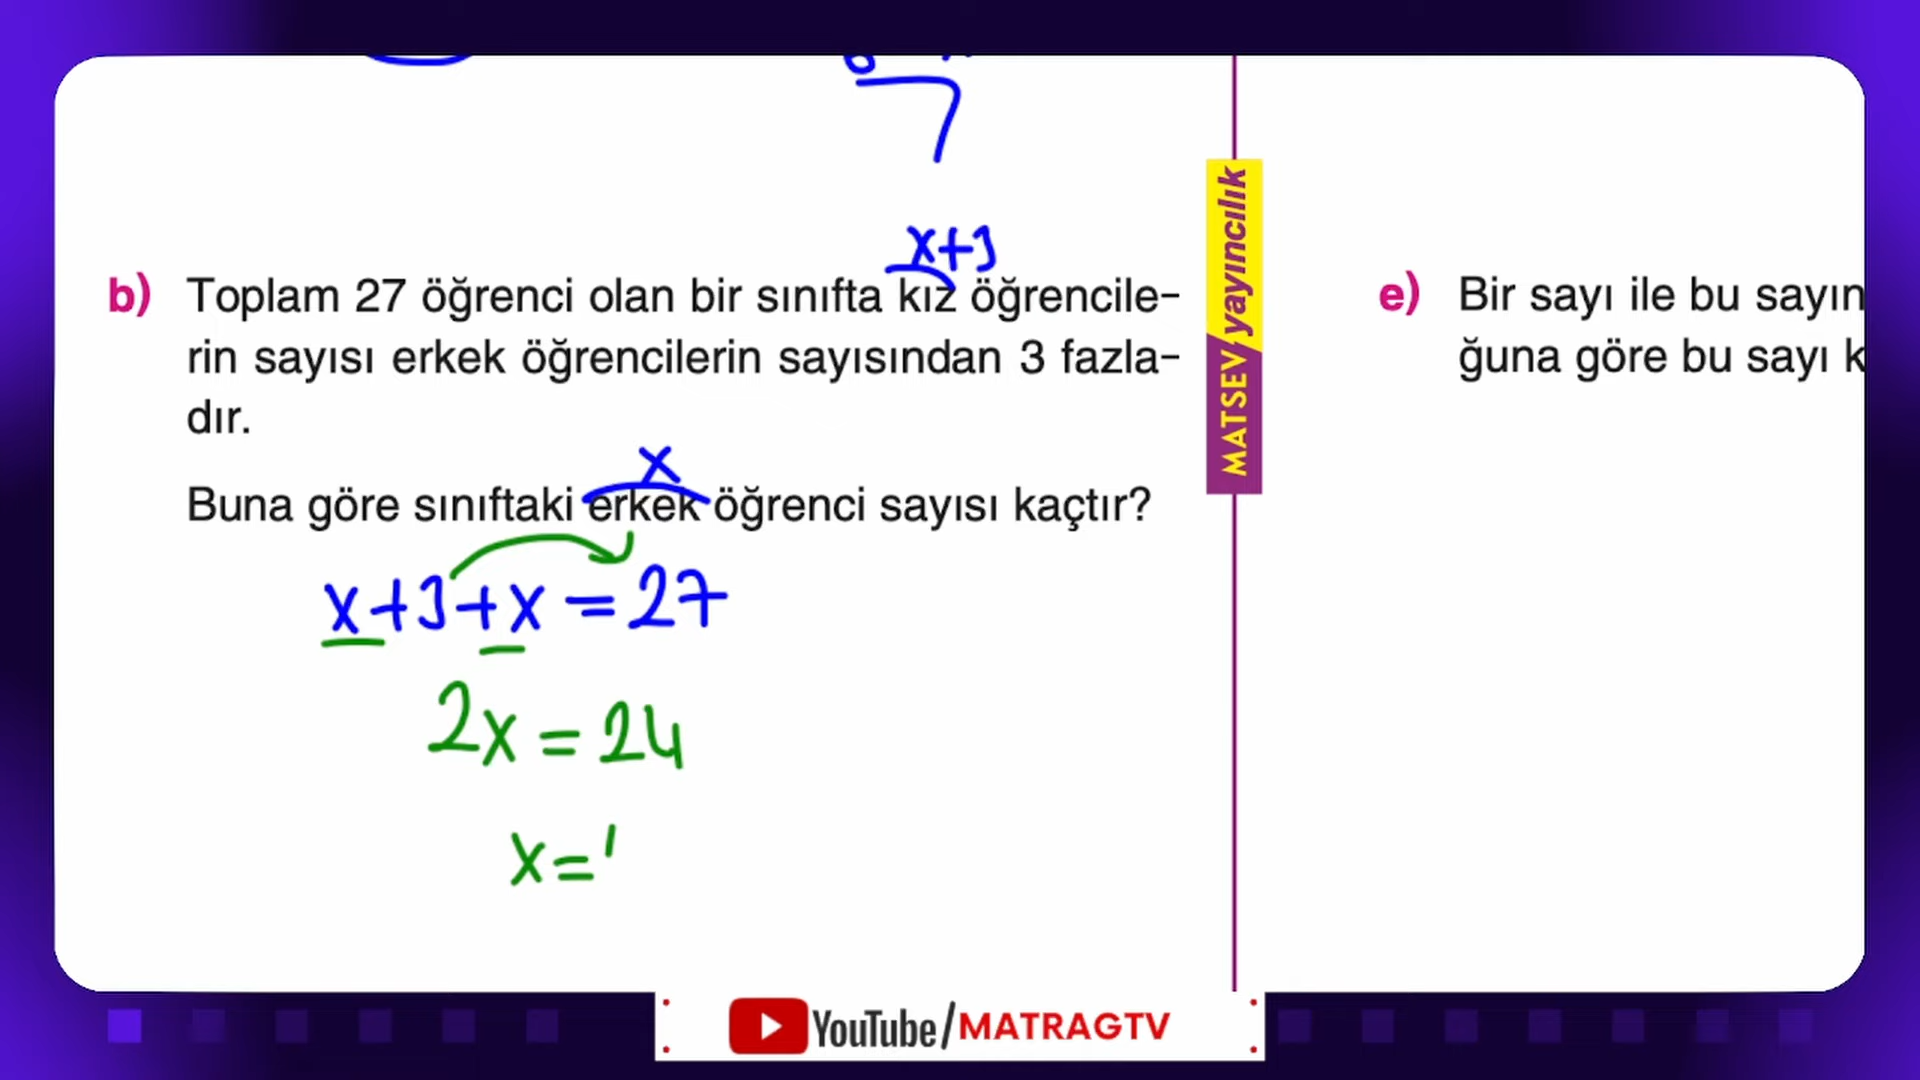 7
x+3
b) Toplam 27 öğrenci olan bir sınıfta kız öğrencile-
rin sayısı erkek öğrencilerin sayısından 3 fazla-
dır.
x
Buna göre sınıftaki erkek öğrenci sayısı kaçtır?
x+3+x=27
2x=24
x=1
MATSEV yayıncılık
e) Bir sayı ile bu sayın
ğuna göre bu sayı k
YouTube/MATRAGTV